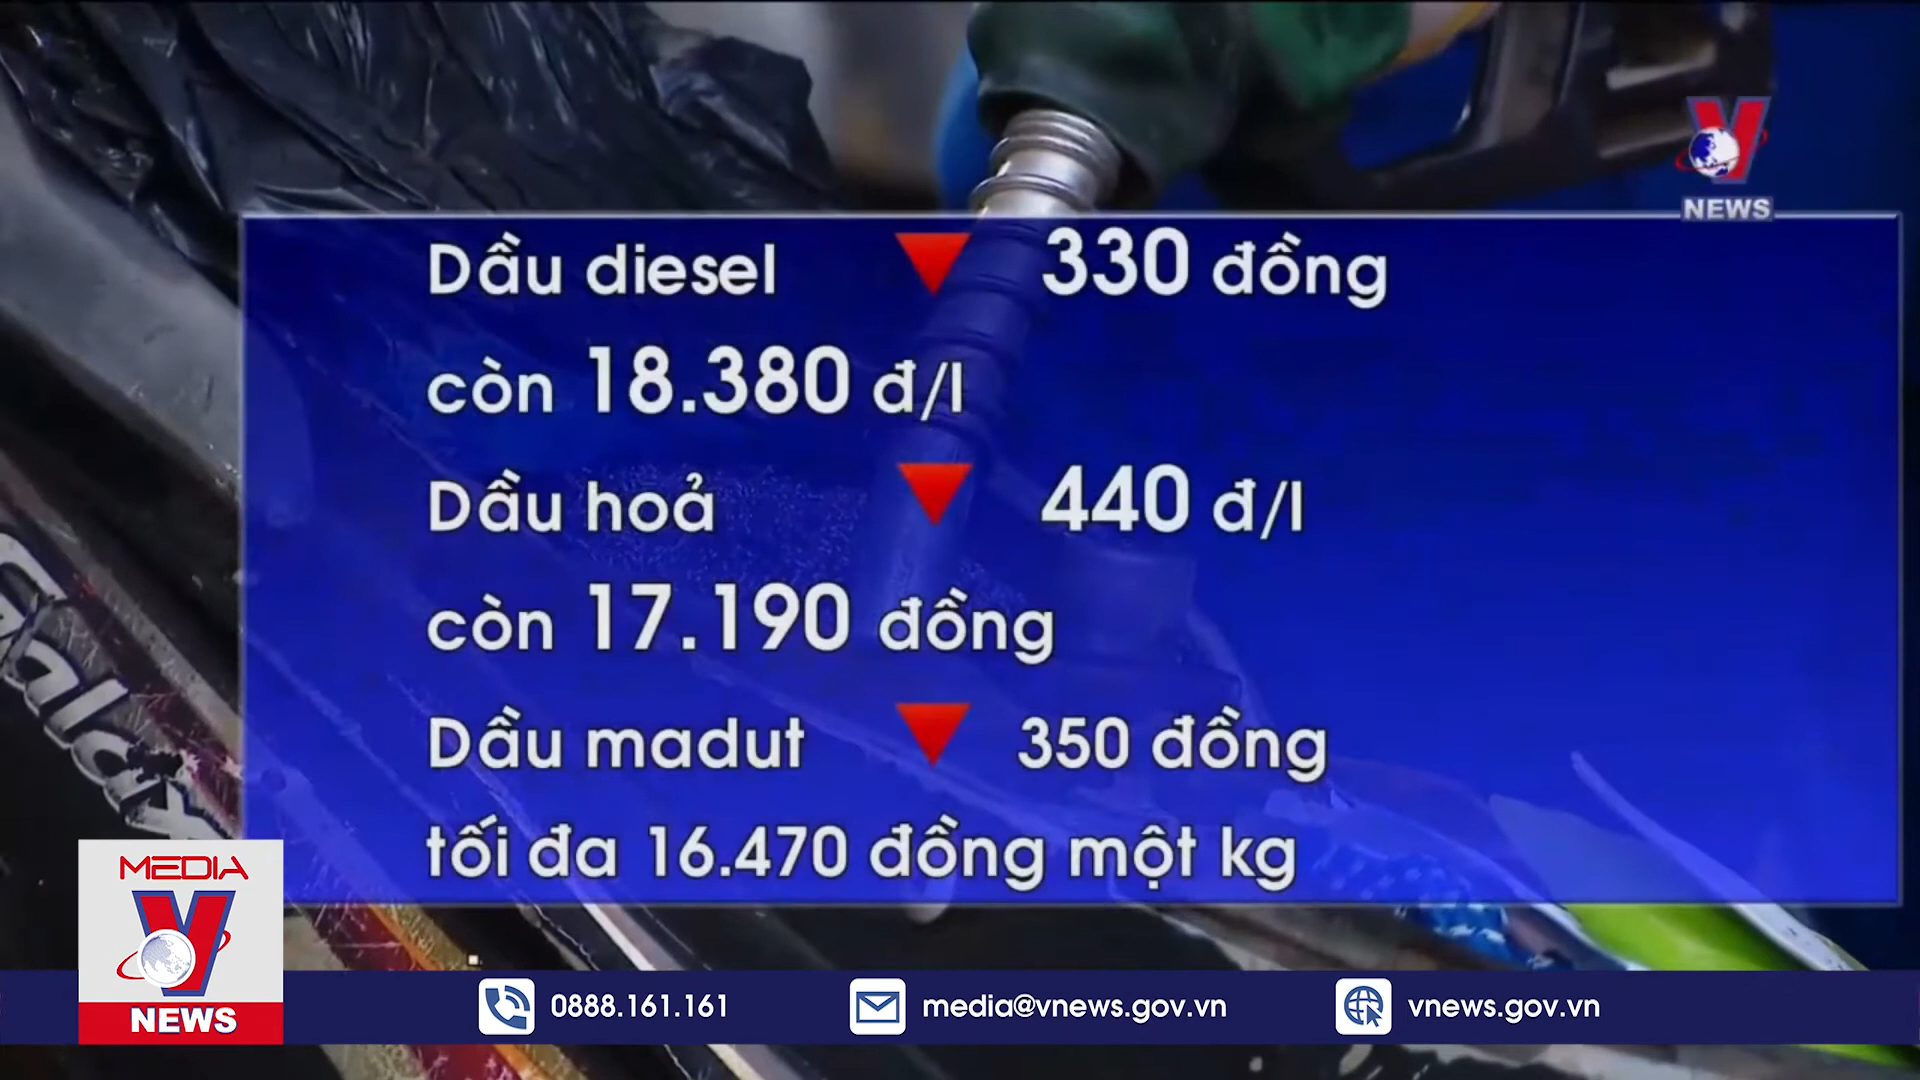 NEWS
Dầu diesel 330 đồng
còn 18.380 đ/l
Dầu hoả 440 đ/l
còn 17.190 đồng
Dầu madut 350 đồng
tối đa 16.470 đồng một kg
MEDIA
NEWS
0888.161.161 media@vnews.gov.vn vnews.gov.vn